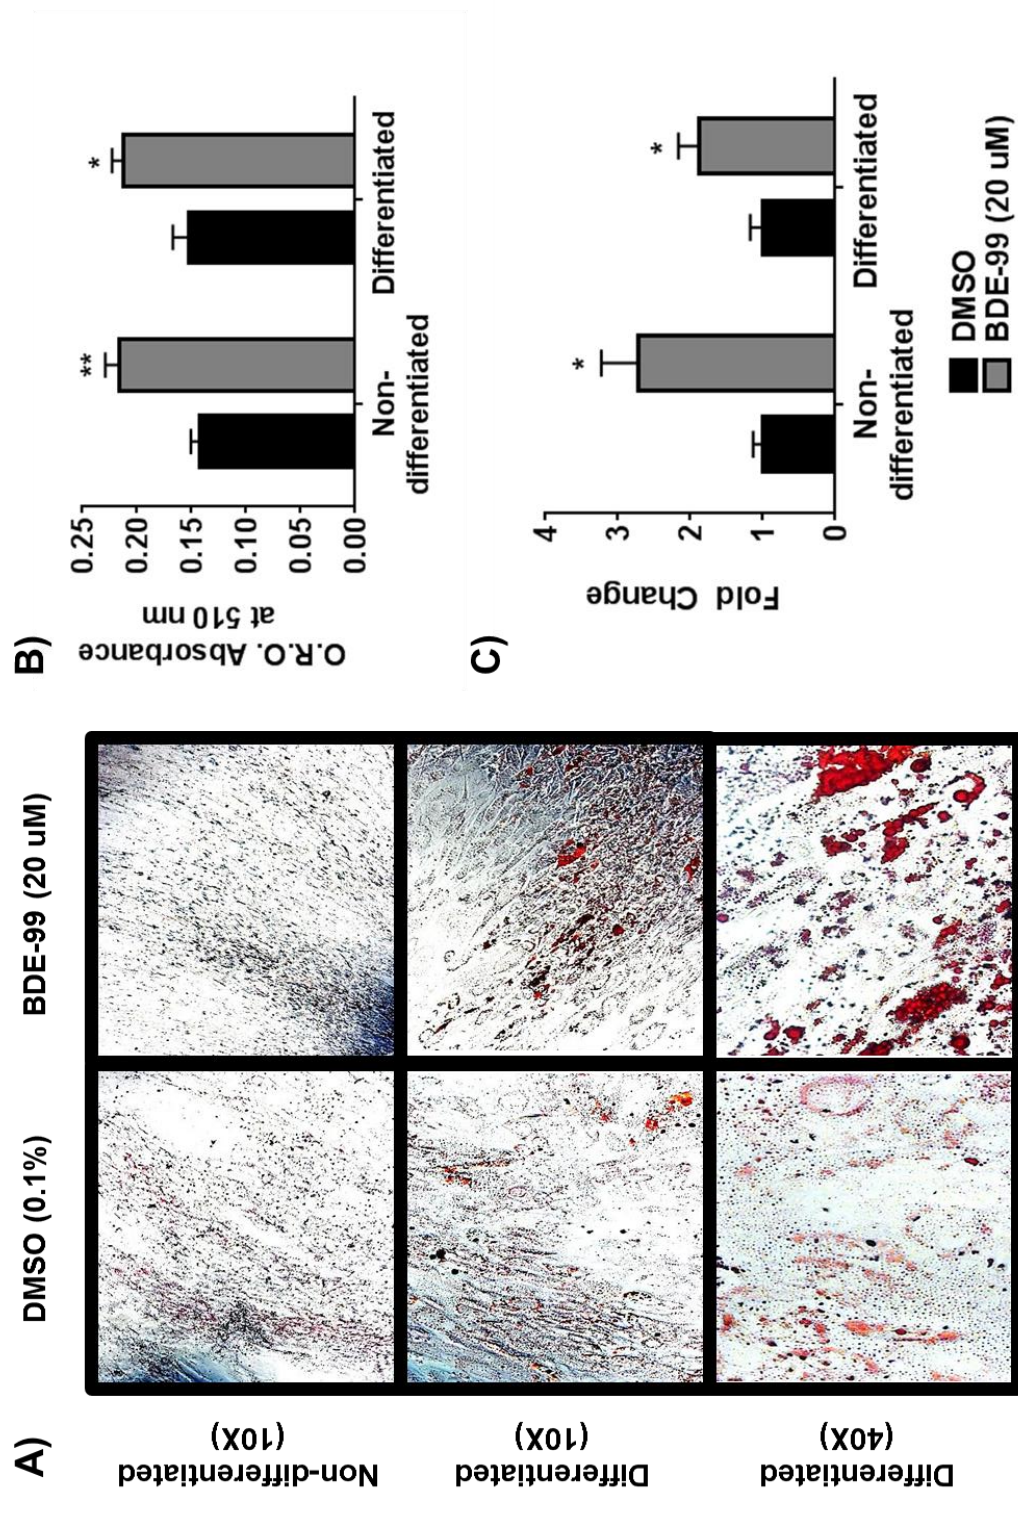 A)
DMSO (0.1%)
BDE-99 (20 uM)
Non-differentiated
(10X)
Differentiated
(10X)
Differentiated
(40X)
B)
O.R.O. Absorbance
at 510 nm
0.25
0.20
0.15
0.10
0.05
0.00
**
*
Non-
differentiated
Differentiated
C)
Fold Change
4
3
2
1
0
*
*
Non-
differentiated
Differentiated
DMSO
BDE-99 (20 uM)